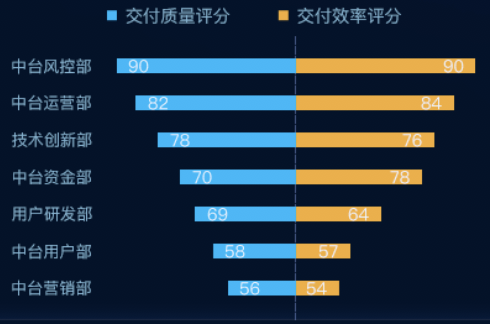 交付质量评分 交付效率评分
中台风控部 90 90
中台运营部 82 84
技术创新部 78 76
中台资金部 70 78
用户研发部 69 64
中台用户部 58 57
中台营销部 56 54